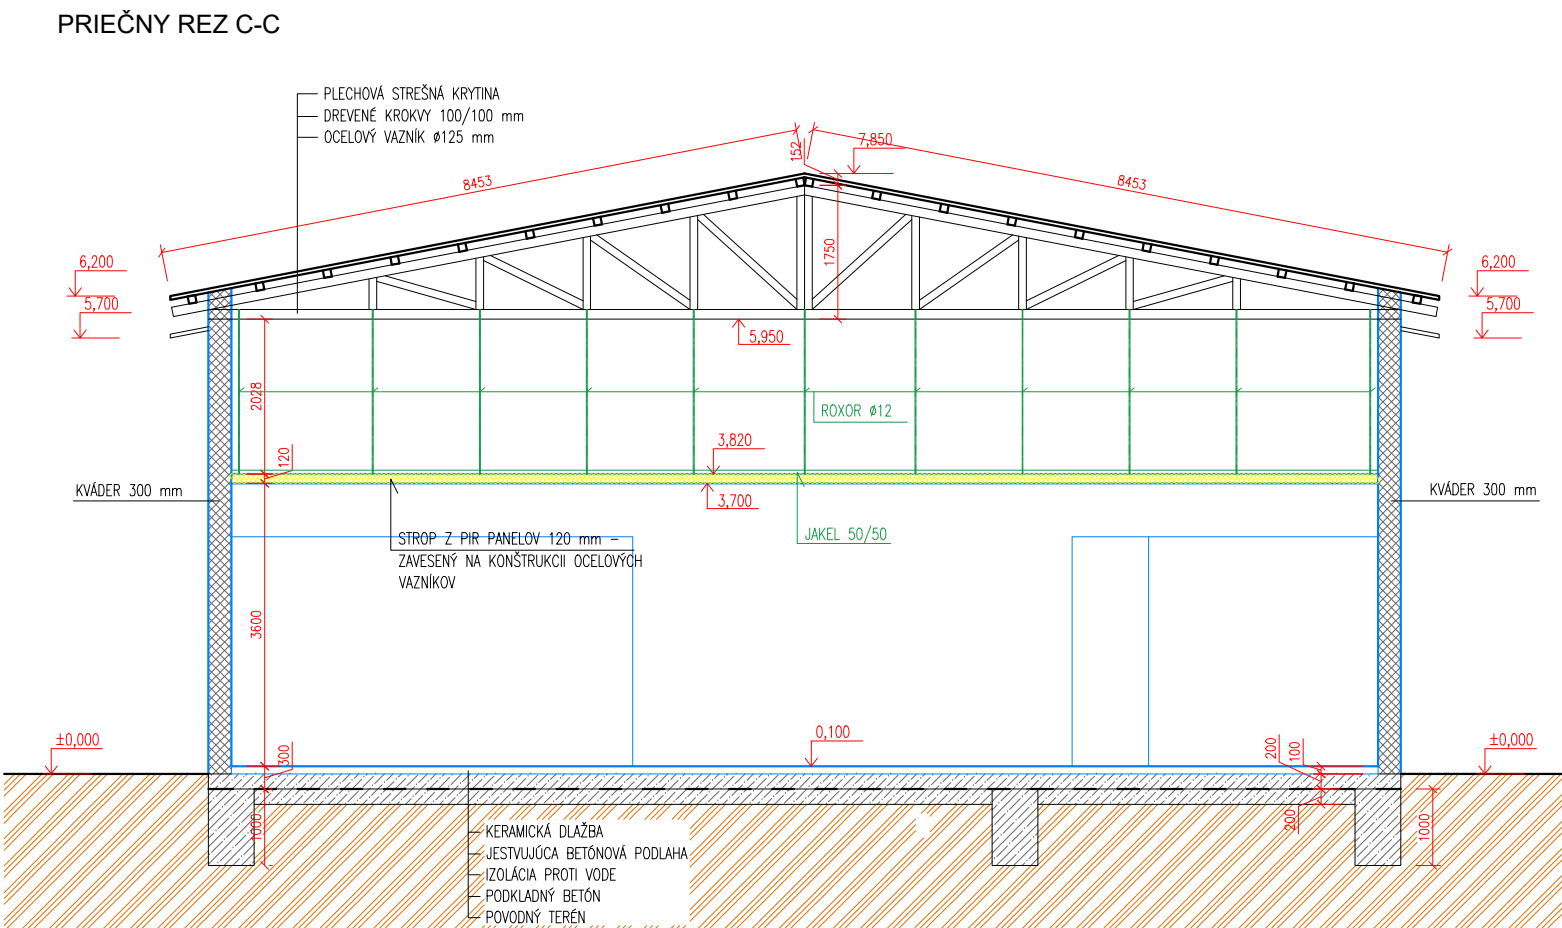 PRIEČNY REZ C-C
PLECHOVÁ STREŠNÁ KRYTINA
DREVENÉ KROKVY 100/100 mm
OCELOVÝ VAZNÍK ø125 mm
152
7,850
8453
8453
1750
6,200
5,700
6,200
5,700
5,950
2028
ROXOR ø12
120
3,820
3,700
KVÁDER 300 mm
KVÁDER 300 mm
STROP Z PIR PANELOV 120 mm –
ZAVESENÝ NA KONŠTRUKCII OCELOVÝCH
VAZNÍKOV
JAKEL 50/50
3600
±0,000
300
0,100
200
100
±0,000
1000
200
1000
KERAMICKÁ DLAŽBA
JESTVUJÚCA BETÓNOVÁ PODLAHA
IZOLÁCIA PROTI VODE
PODKLADNÝ BETÓN
POVODNÝ TERÉN